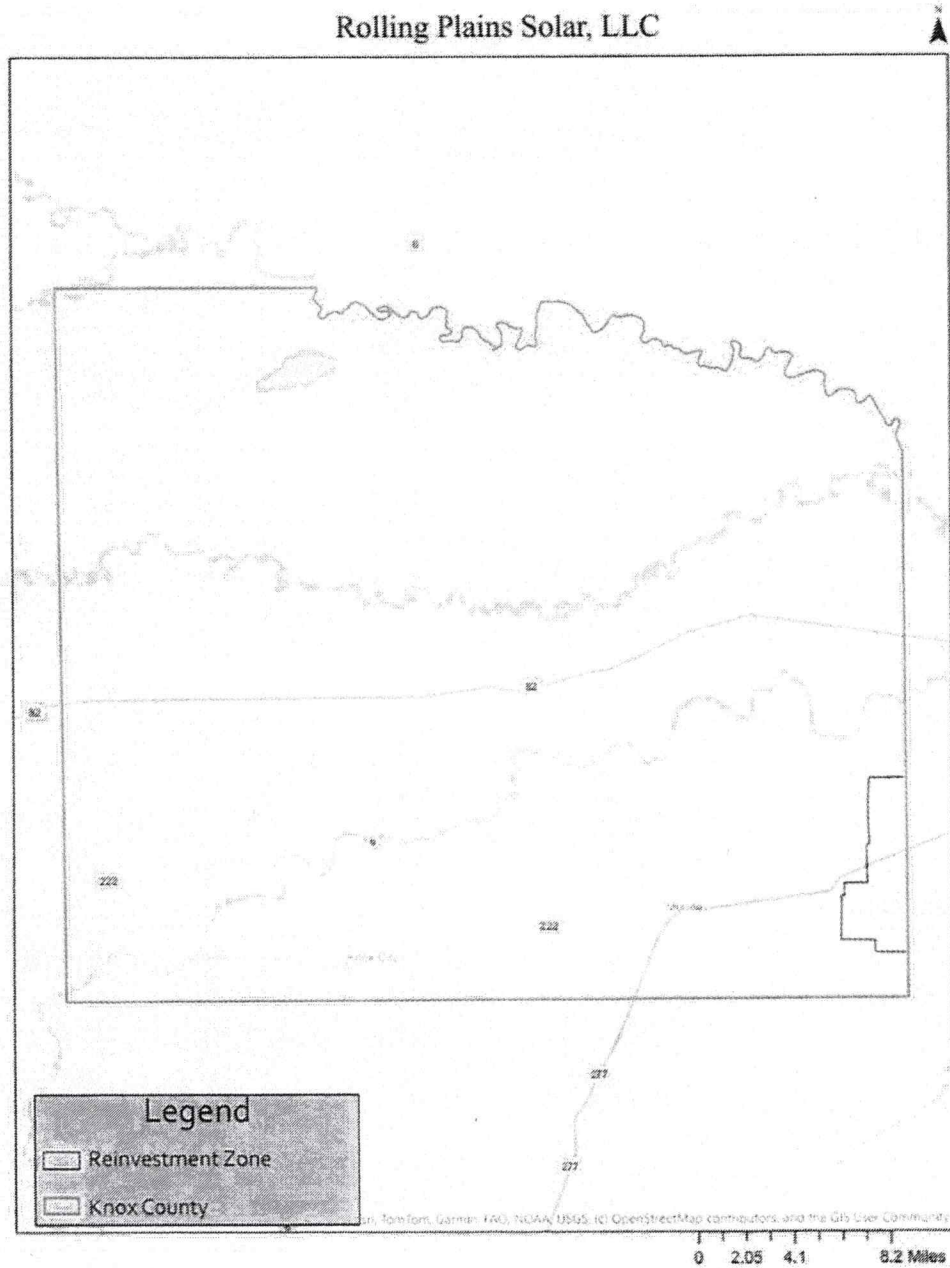 Rolling Plains Solar, LLC
N
6
82
82
222
222
277
277
Legend
Reinvestment Zone
Knox County
TomTom, Garmin, FAO, NOAA, USGS, (c) OpenStreetMap contributors, and the GIS User Community
0 2.05 4.1 8.2 Miles